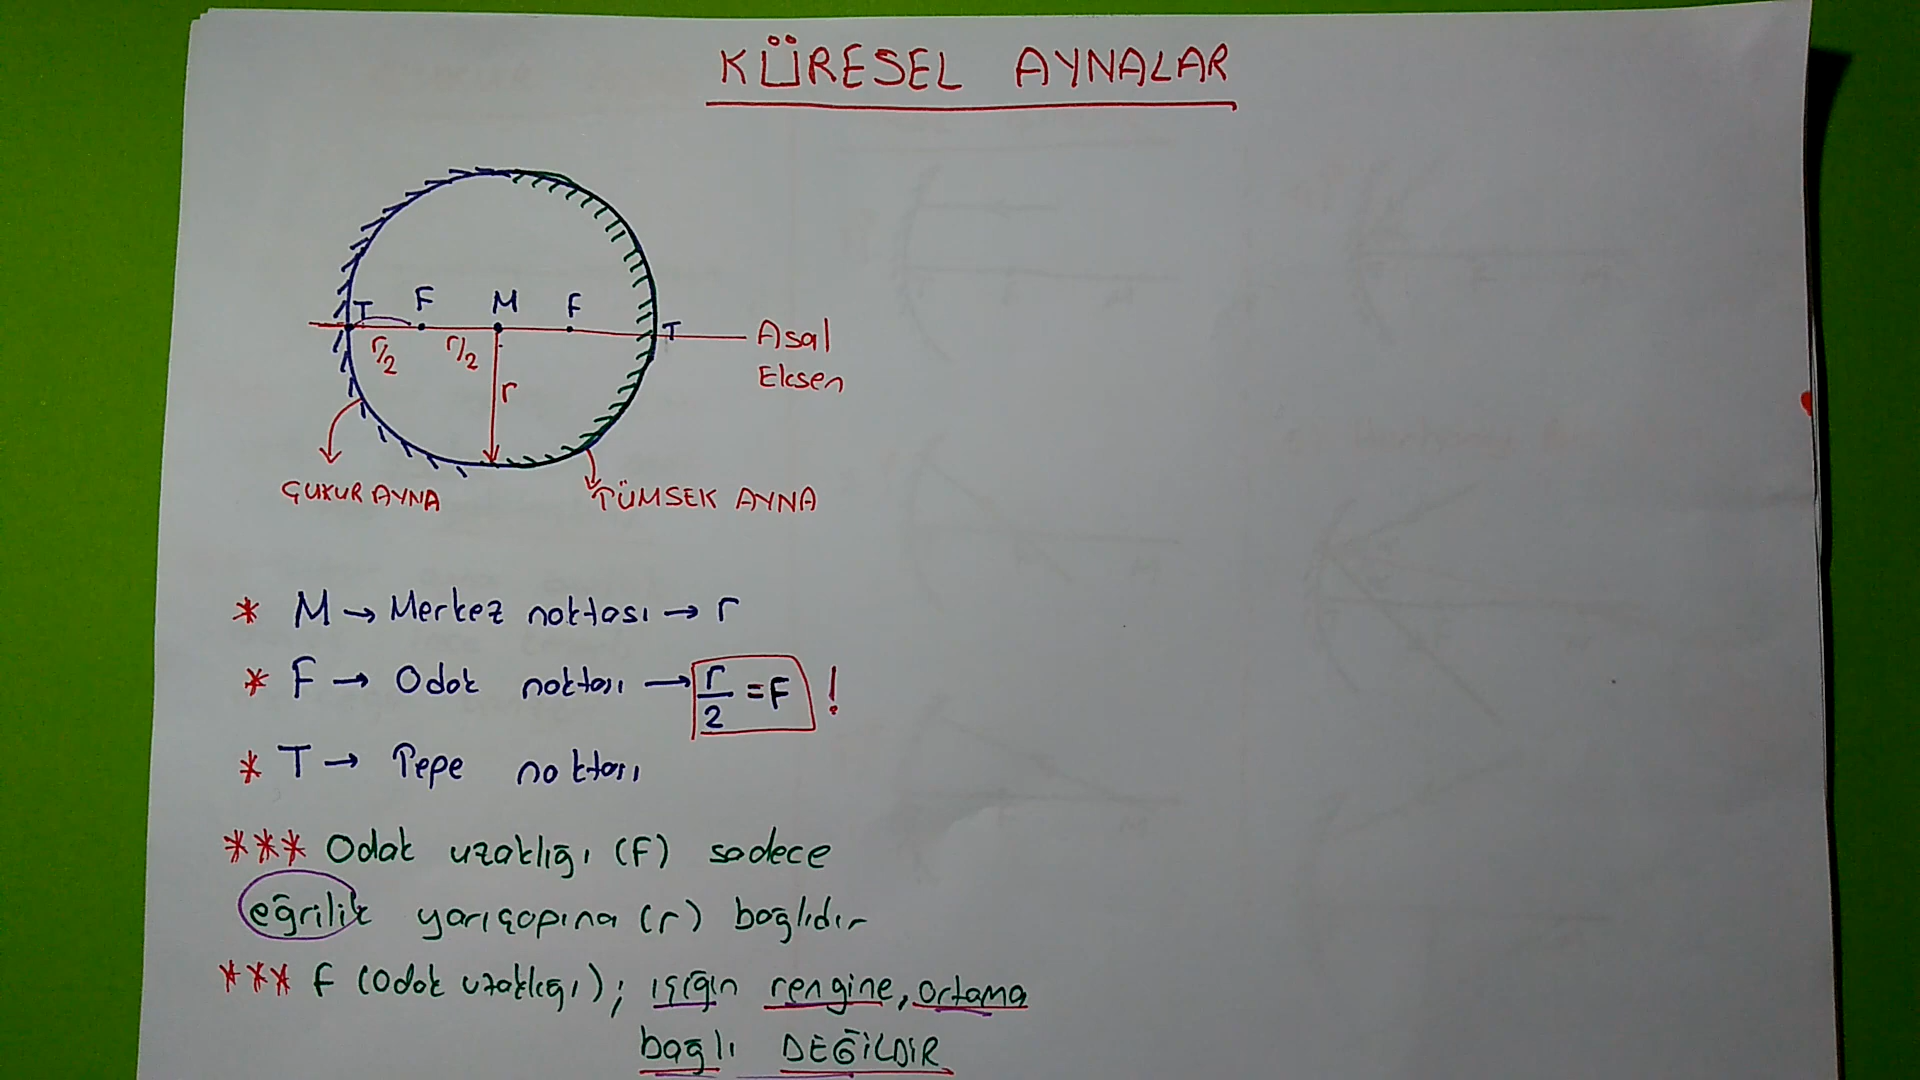 KÜRESEL AYNALAR
T F M F T
r/2 r/2
r
Asal
Eksen
ÇUKUR AYNA
TÜMSEK AYNA
* M → Merkez noktası → r
* F → Odak noktası → r/2 = F !
* T → Tepe noktası
*** Odak uzaklığı (F) sadece
eğrilik yarıçapına (r) bağlıdır
*** f (Odak uzaklığı); ışığın rengine, ortama
bağlı DEĞİLDİR